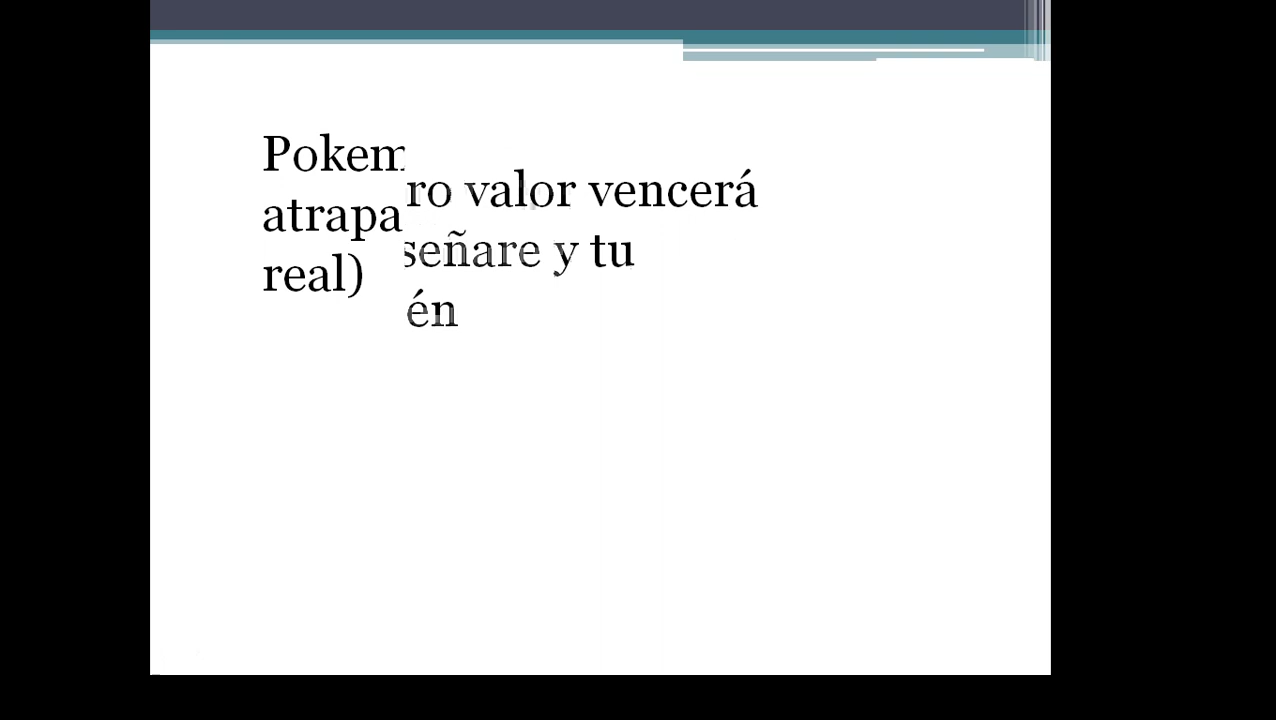 Pokem
atrapa
real)
ro valor vencerá
señare y tu
én